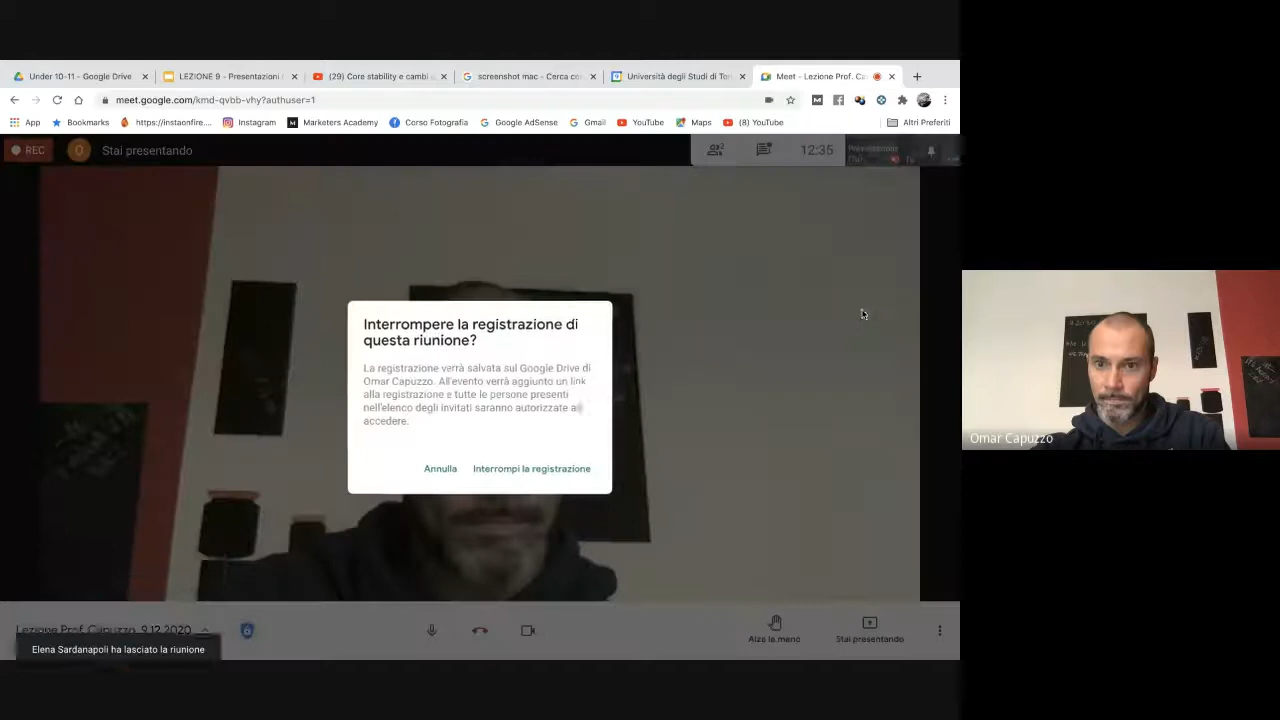 Under 10-11 - Google Drive
LEZIONE 9 - Presentazioni
(29) Core stability e cambi
screenshot mac - Cerca co
Università degli Studi di Tor
Meet - Lezione Prof. Ca
meet.google.com/kmd-qvbb-vhy?authuser=1
App
Bookmarks
https://instaonfire....
Instagram
Marketers Academy
Corso Fotografia
Google AdSense
Gmail
YouTube
Maps
(8) YouTube
Altri Preferiti
REC
O
Stai presentando
2
12:35
Presentazione
Tu
Interrompere la registrazione di
questa riunione?
La registrazione verrà salvata sul Google Drive di
Omar Capuzzo. All'evento verrà aggiunto un link
alla registrazione e tutte le persone presenti
nell'elenco degli invitati saranno autorizzate ad
accedere.
Annulla
Interrompi la registrazione
Omar Capuzzo
Lezione Prof. Capuzzo 9.12.2020
Elena Sardanapoli ha lasciato la riunione
Alza la mano
Stai presentando